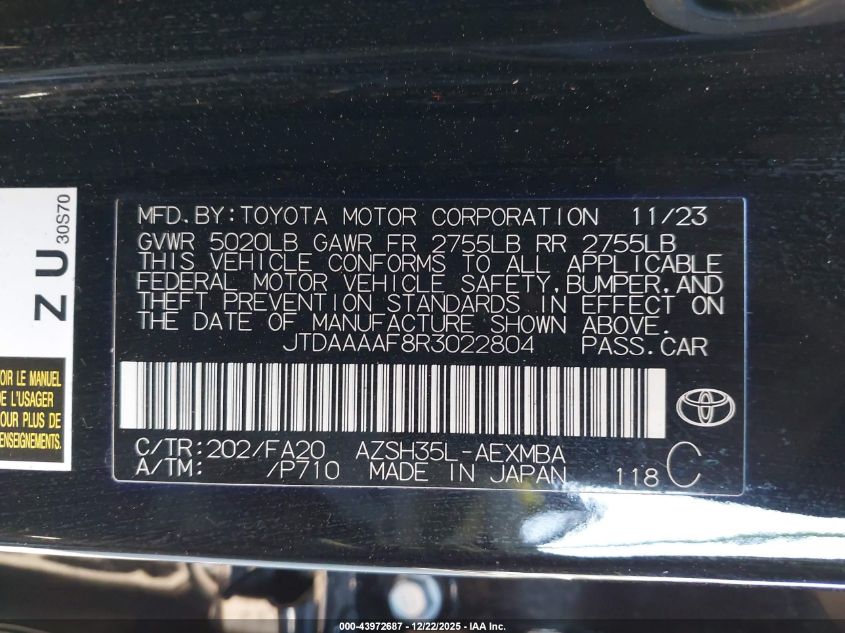 Z U
30S70
OIR LE MANUEL
E L'USAGER
OUR PLUS DE
ENSEIGNEMENTS.
MFD.BY:TOYOTA MOTOR CORPORATION 11/23
GVWR 5020LB GAWR FR 2755LB RR 2755LB
THIS VEHICLE CONFORMS TO ALL APPLICABLE
FEDERAL MOTOR VEHICLE SAFETY,BUMPER,AND
THEFT PREVENTION STANDARDS IN EFFECT ON
THE DATE OF MANUFACTURE SHOWN ABOVE.
JTDAAAAF8R3022804 PASS.CAR
C/TR:202/FA20 AZSH35L-AEXMBA
A/TM: /P710 MADE IN JAPAN 118 C
000-43972687 • 12/22/2025 • IAA Inc.